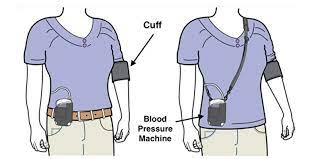 Cuff
Blood
Pressure
Machine